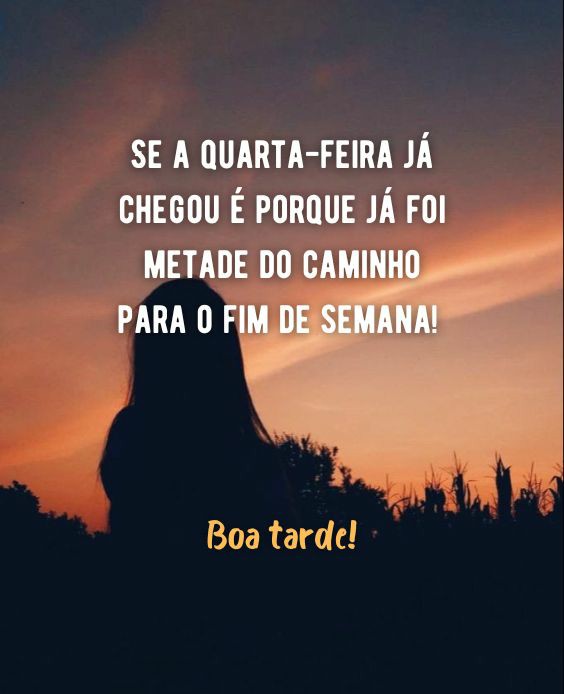 SE A QUARTA-FEIRA JÁ
CHEGOU É PORQUE JÁ FOI
METADE DO CAMINHO
PARA O FIM DE SEMANA!
Boa tarde!